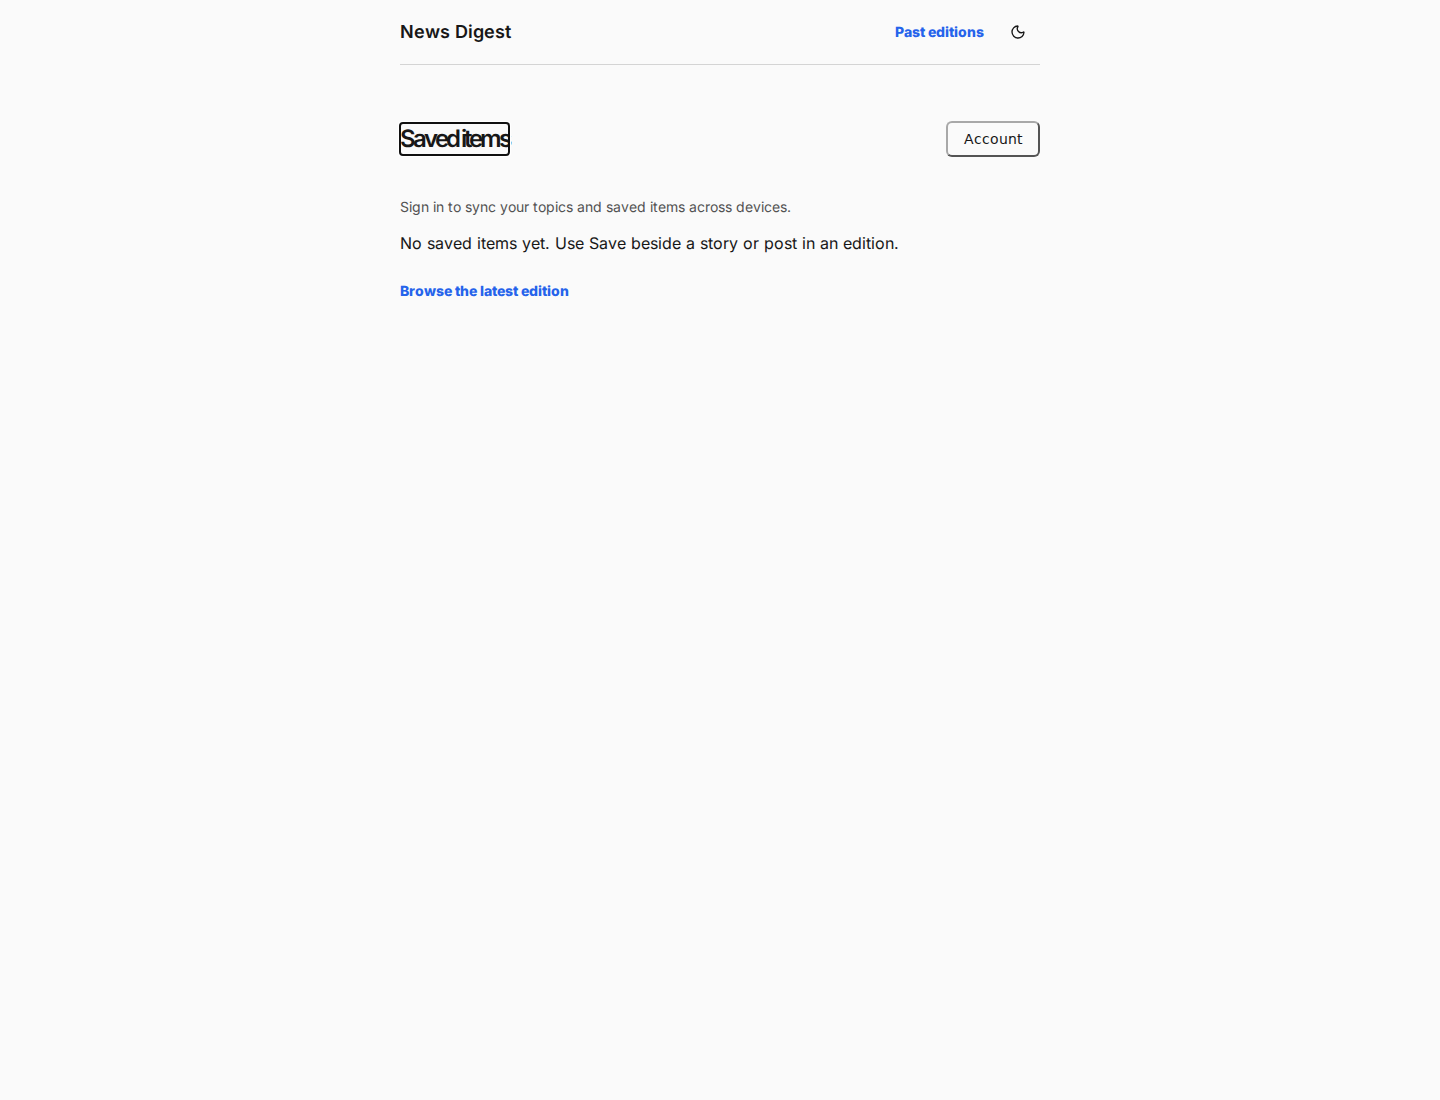 News Digest
Past editions
Saved items
Account
Sign in to sync your topics and saved items across devices.
No saved items yet. Use Save beside a story or post in an edition.
Browse the latest edition